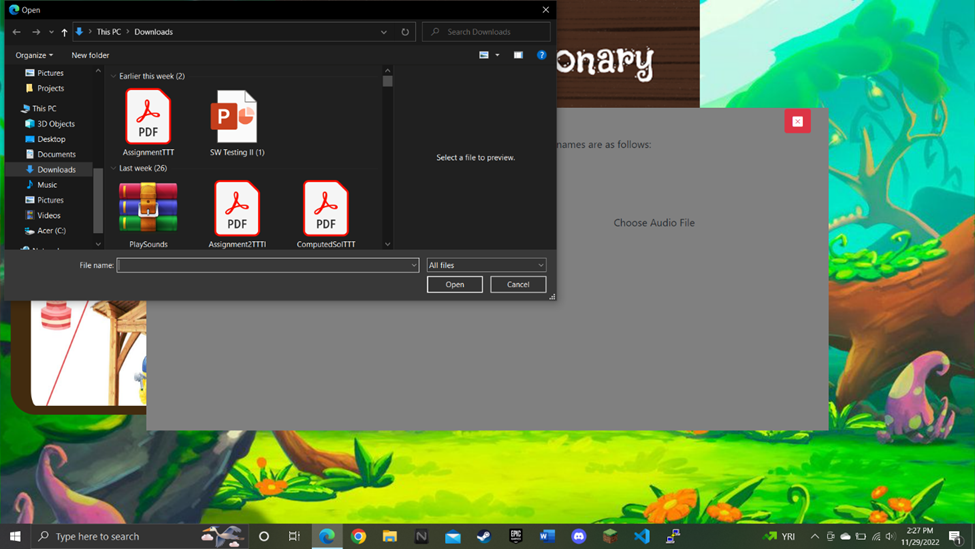 Open
This PC > Downloads
Search Downloads
Organize
New folder
?
onary
Pictures
Projects
This PC
3D Objects
Desktop
Documents
Downloads
Music
Pictures
Videos
Acer (C:)
Earlier this week (2)
PDF
P
AssignmentTTT
SW Testing II (1)
Last week (26)
PDF
PDF
PlaySounds
Assignment2TTTI
ComputedSolTTT
Select a file to preview.
names are as follows:
Choose Audio File
File name:
All files
Open
Cancel
Type here to search
N
EPIC
W
YRI
2:27 PM
11/29/2022
1